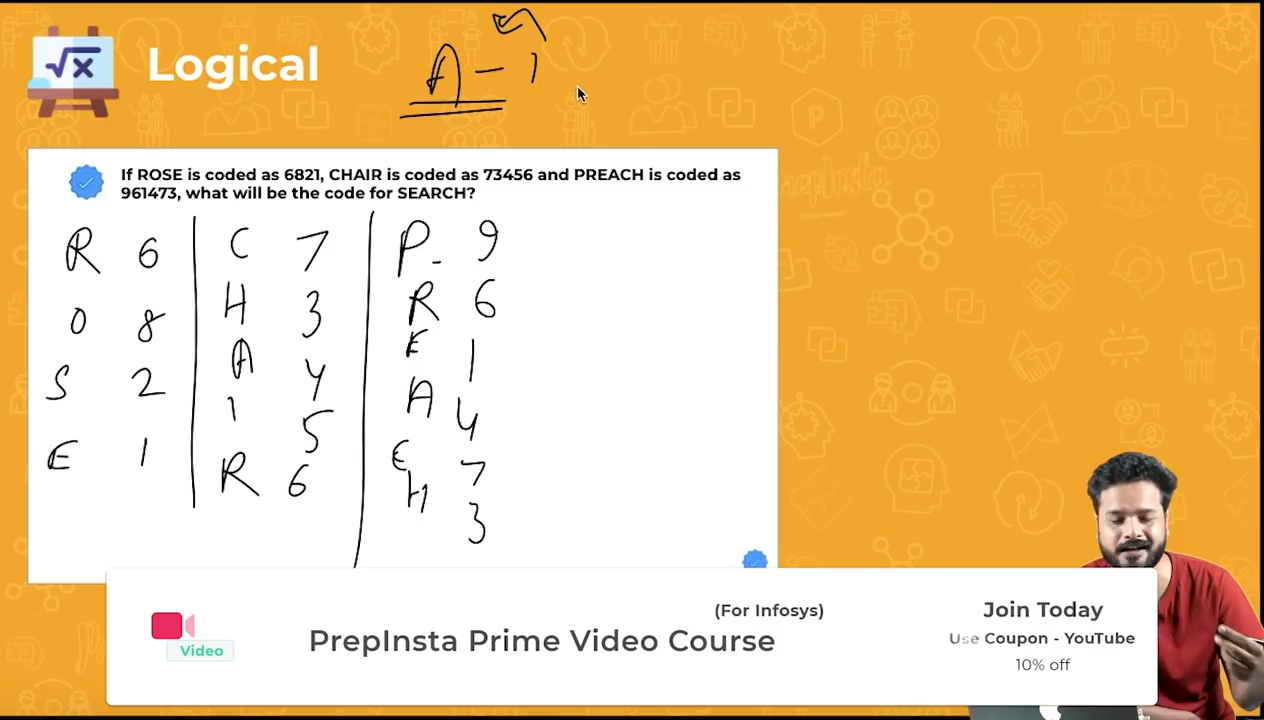 A - 1
√x
Logical
If ROSE is coded as 6821, CHAIR is coded as 73456 and PREACH is coded as
961473, what will be the code for SEARCH?
R 6
O 8
S 2
E 1
C 7
H 3
A 4
I 5
R 6
P 9
R 6
E 1
A 4
C 7
H 3
Video
(For Infosys)
PrepInsta Prime Video Course
Join Today
Use Coupon - YouTube
10% off
prepinsta